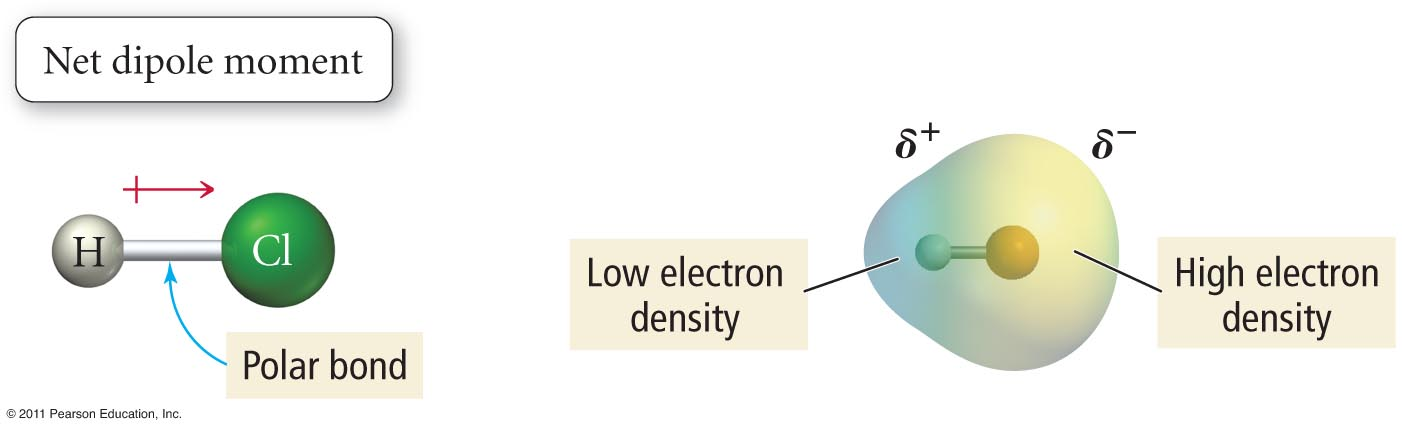 Net dipole moment
H
Cl
Polar bond
δ+
δ−
Low electron
density
High electron
density
© 2011 Pearson Education, Inc.